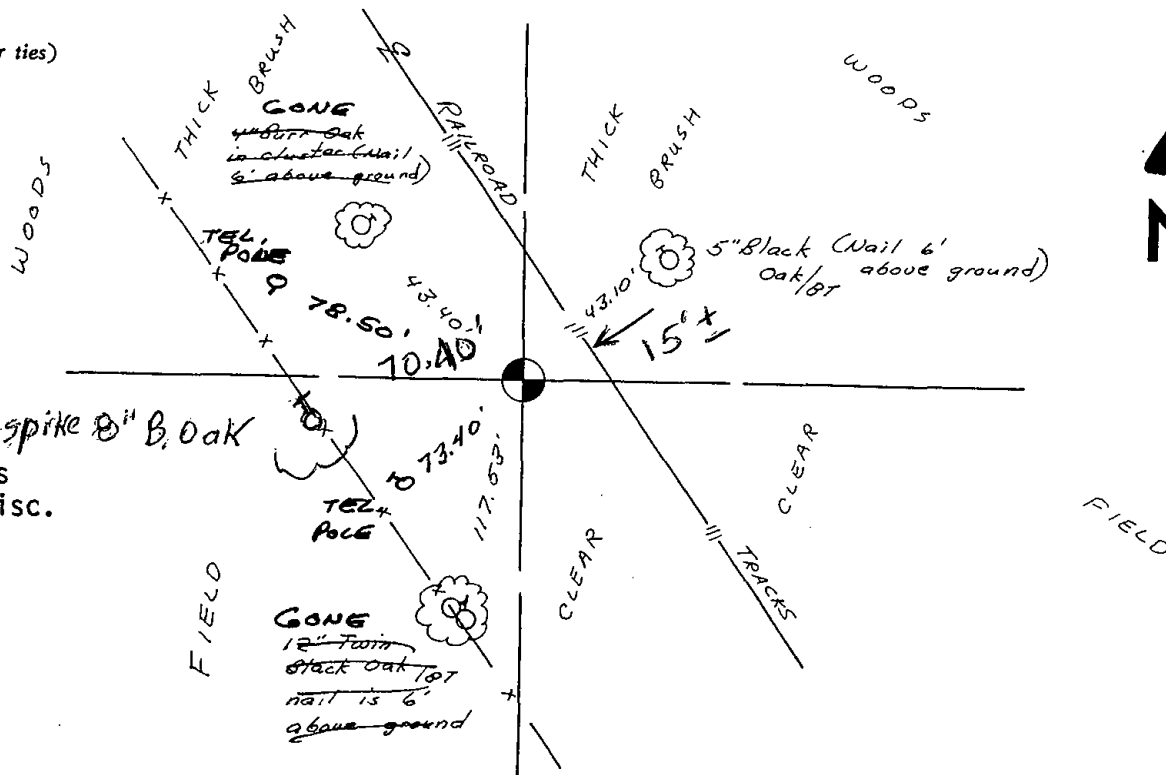 r ties)
WOODS
THICK
BRUSH
GONE
4" Burr Oak
in cluster (Nail
6' above ground)
RAILROAD
THICK
BRUSH
WOODS
N
TEL.
POLE
78.50'
43.40'
70.40'
43.10'
15' ±
5" Black (Nail 6'
Oak/BT above ground)
spike 8" B. Oak
s
isc.
TEL.
POLE
73.40'
117.63'
CLEAR
CLEAR
FIELD
FIELD
TRACKS
GONE
12" Twin
Black Oak/BT
nail is 6'
above ground